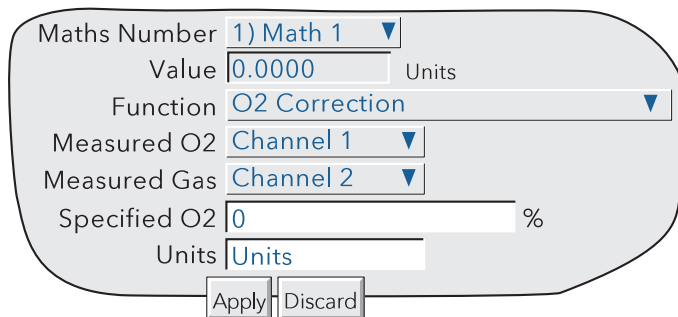 Maths Number 1) Math 1
Value 0.0000 Units
Function O2 Correction
Measured O2 Channel 1
Measured Gas Channel 2
Specified O2 0 %
Units Units
Apply Discard